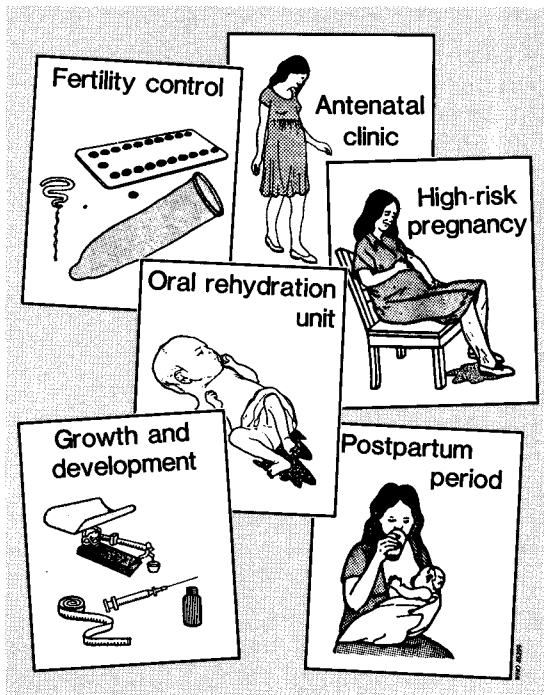 Fertility control
Antenatal
clinic
High-risk
pregnancy
Oral rehydration
unit
Growth and
development
Postpartum
period